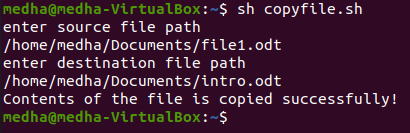 medha@medha-VirtualBox:~$ sh copyfile.sh
enter source file path
/home/medha/Documents/file1.odt
enter destination file path
/home/medha/Documents/intro.odt
Contents of the file is copied successfully!
medha@medha-VirtualBox:~$